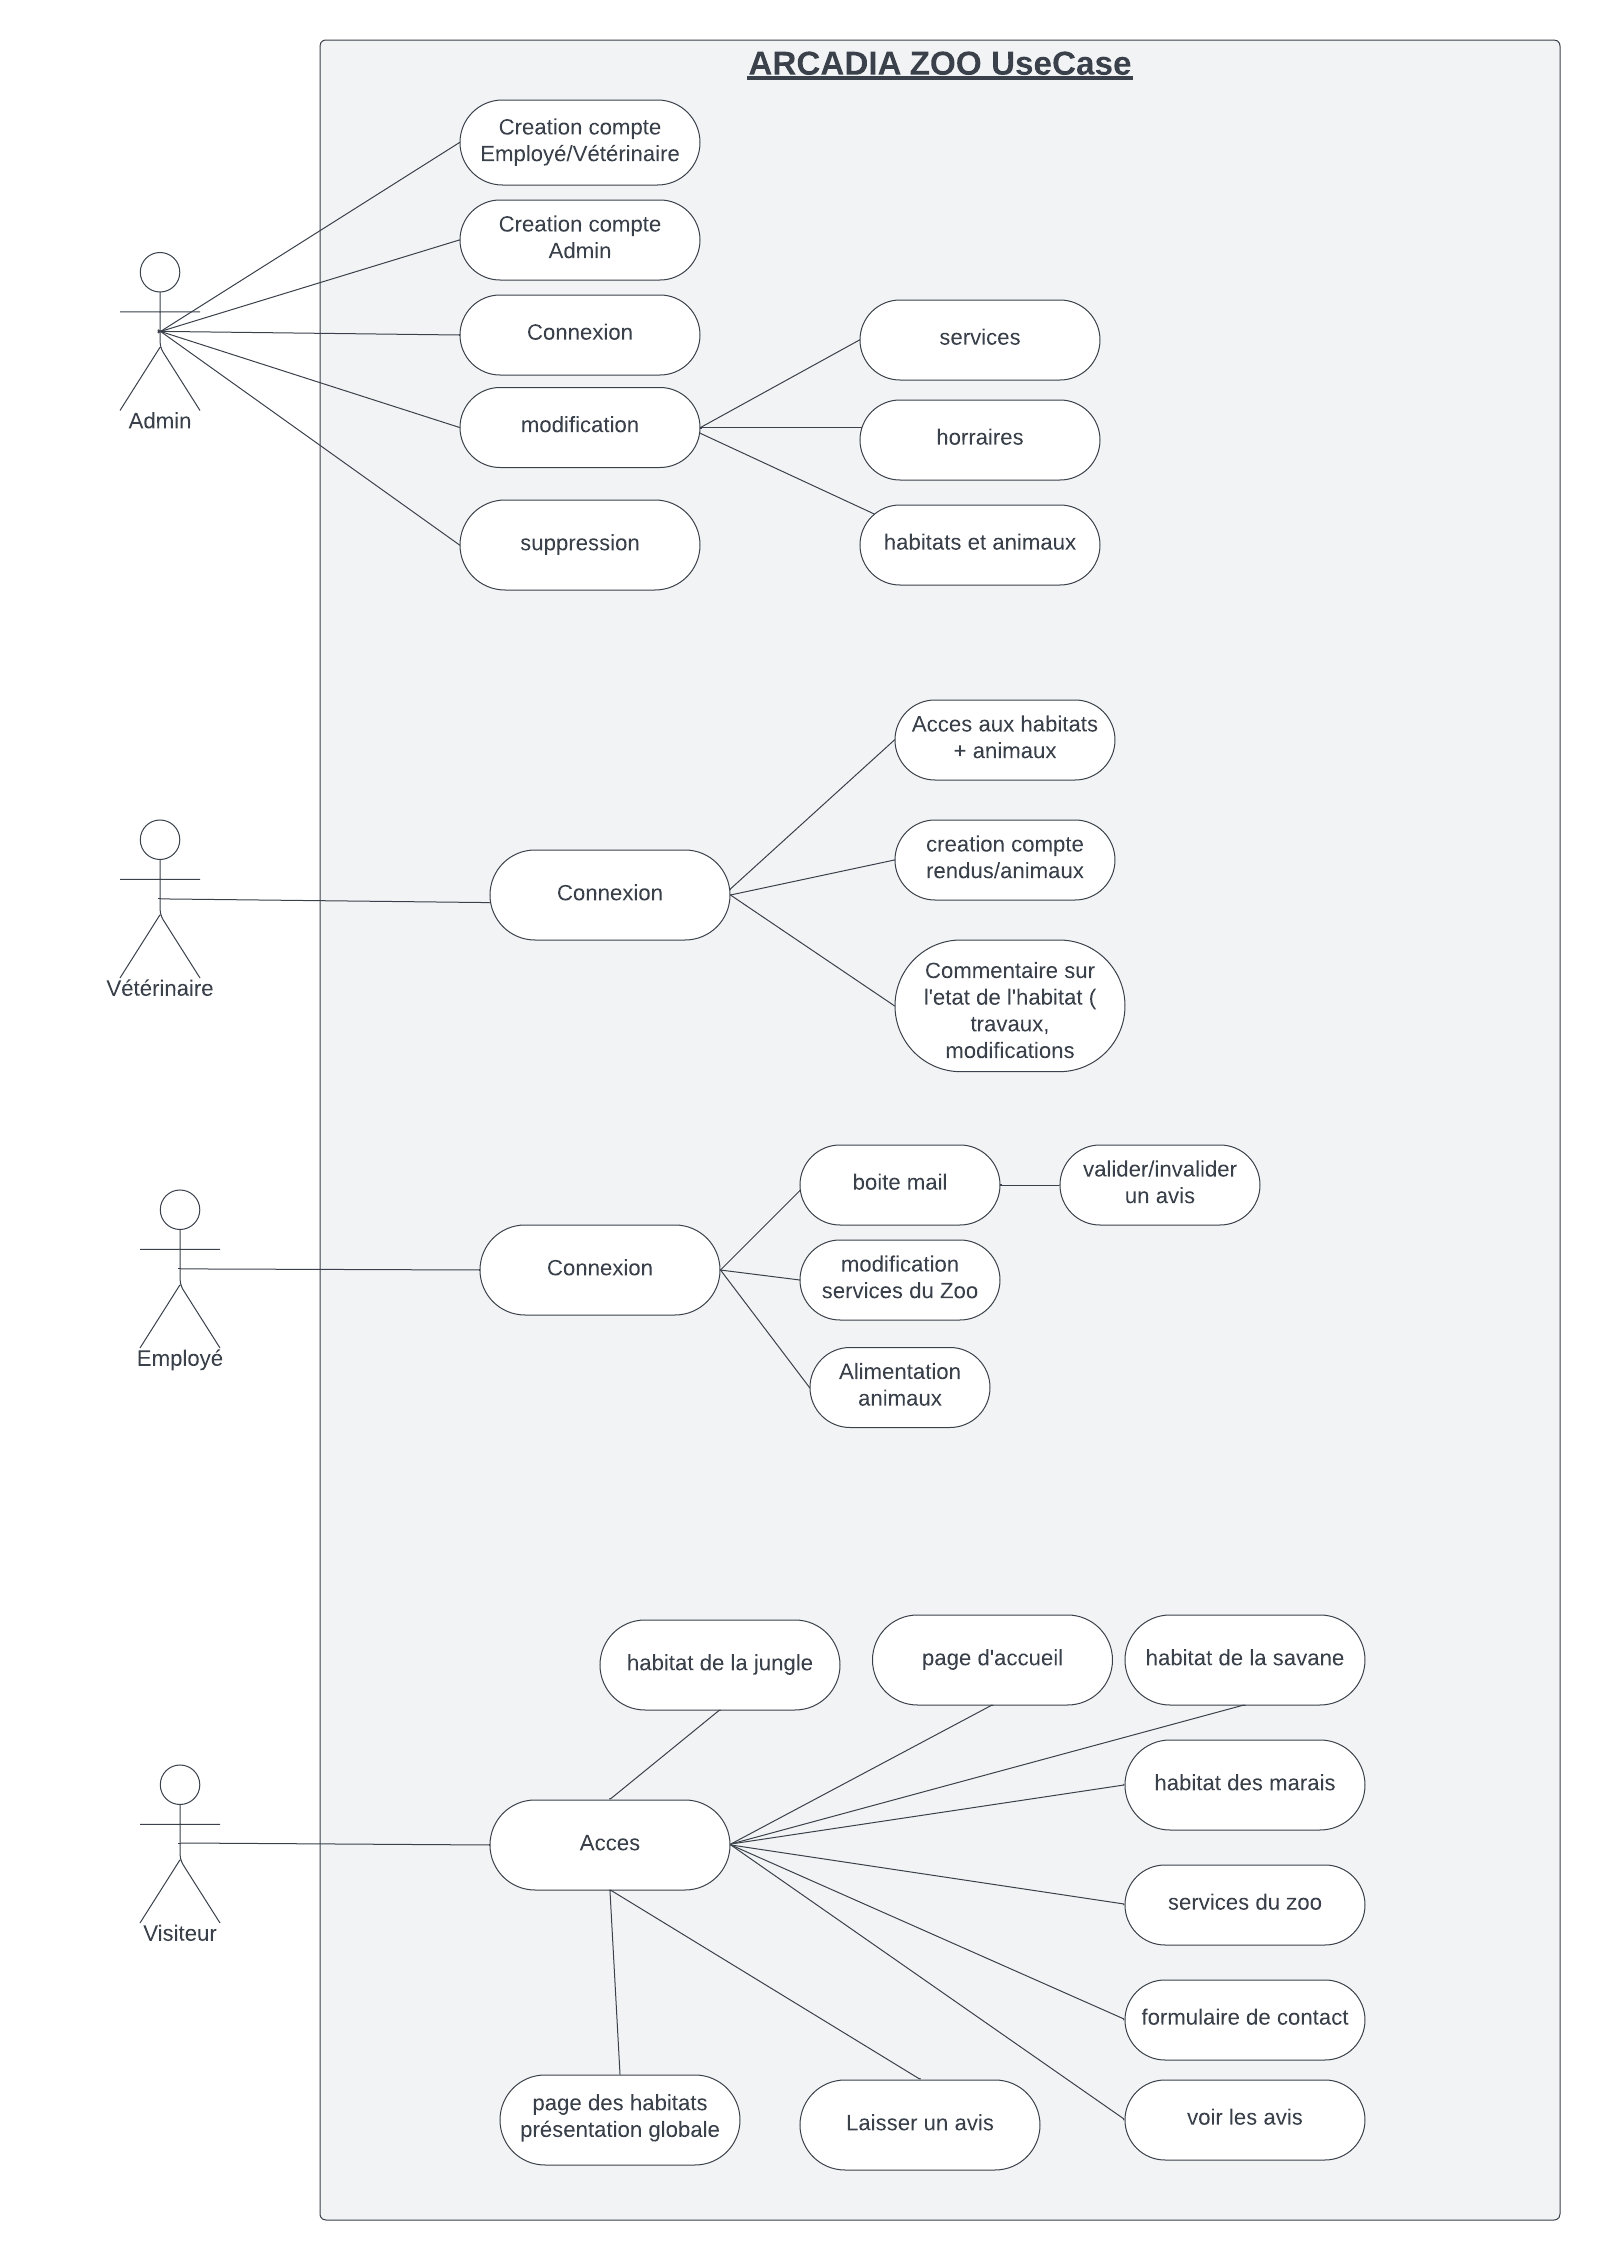 ARCADIA ZOO UseCase
Creation compte
Employé/Vétérinaire
Creation compte
Admin
Connexion
modification
suppression
services
horraires
habitats et animaux
Admin
Acces aux habitats
+ animaux
creation compte
rendus/animaux
Connexion
Commentaire sur
l'etat de l'habitat (
travaux,
modifications
Vétérinaire
boite mail
valider/invalider
un avis
Connexion
modification
services du Zoo
Alimentation
animaux
Employé
habitat de la jungle
page d'accueil
habitat de la savane
habitat des marais
Acces
services du zoo
Visiteur
formulaire de contact
page des habitats
présentation globale
Laisser un avis
voir les avis